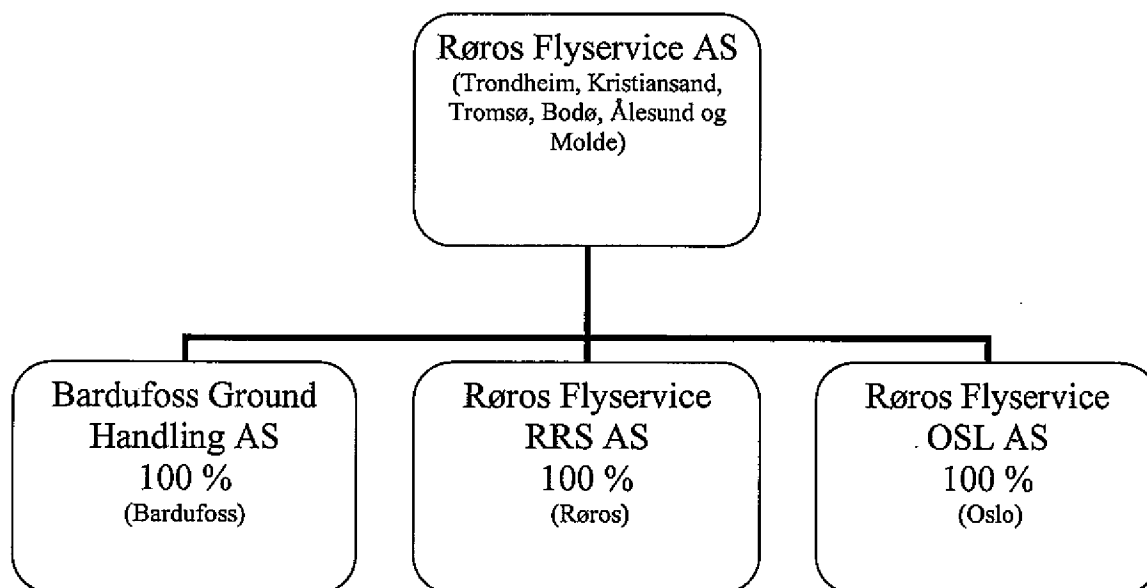 Røros Flyservice AS
(Trondheim, Kristiansand,
Tromsø, Bodø, Ålesund og
Molde)
Bardufoss Ground
Handling AS
100 %
(Bardufoss)
Røros Flyservice
RRS AS
100 %
(Røros)
Røros Flyservice
OSL AS
100 %
(Oslo)